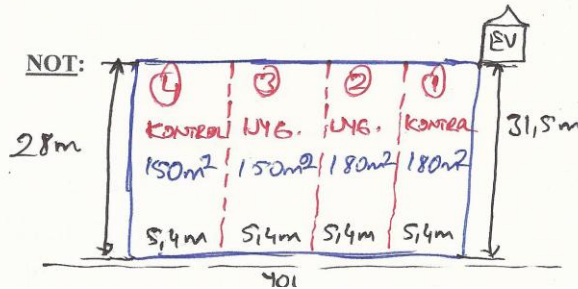 EV
NOT:
④ ③ ② ①
KONTROL UYG. UYG. KONTROL
28m 31,5m
150m² 150m² 180m² 180m²
5,4m 5,4m 5,4m 5,4m
YOL